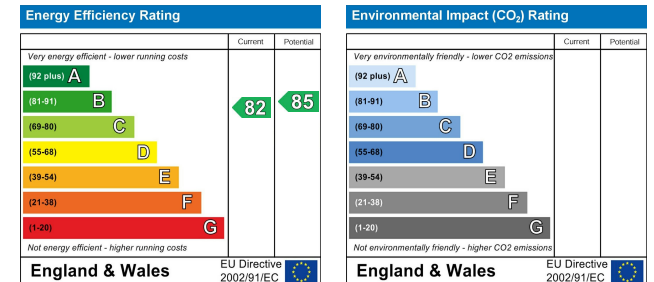 Energy Efficiency Rating
Current Potential
Very energy efficient - lower running costs
(92 plus) A
(81-91) B
(69-80) C
(55-68) D
(39-54) E
(21-38) F
(1-20) G
82
85
Not energy efficient - higher running costs
England & Wales
EU Directive
2002/91/EC
Environmental Impact (CO₂) Rating
Current Potential
Very environmentally friendly - lower CO2 emissions
(92 plus) A
(81-91) B
(69-80) C
(55-68) D
(39-54) E
(21-38) F
(1-20) G
Not environmentally friendly - higher CO2 emissions
England & Wales
EU Directive
2002/91/EC